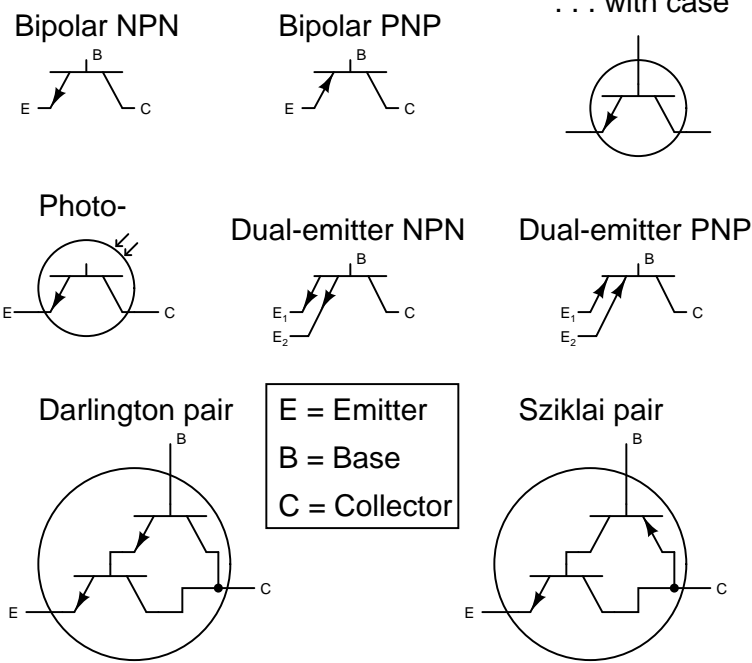 . . . with case
Bipolar NPN
Bipolar PNP
B
E
C
B
E
C
Photo-
E
C
Dual-emitter NPN
B
E₁
C
E₂
Dual-emitter PNP
B
E₁
C
E₂
Darlington pair
B
E
C
E = Emitter
B = Base
C = Collector
Sziklai pair
B
E
C